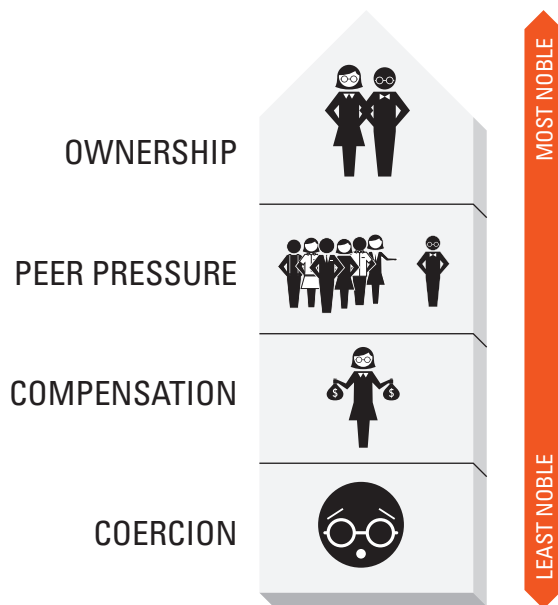 MOST NOBLE
OWNERSHIP
PEER PRESSURE
COMPENSATION
$ $
COERCION
LEAST NOBLE